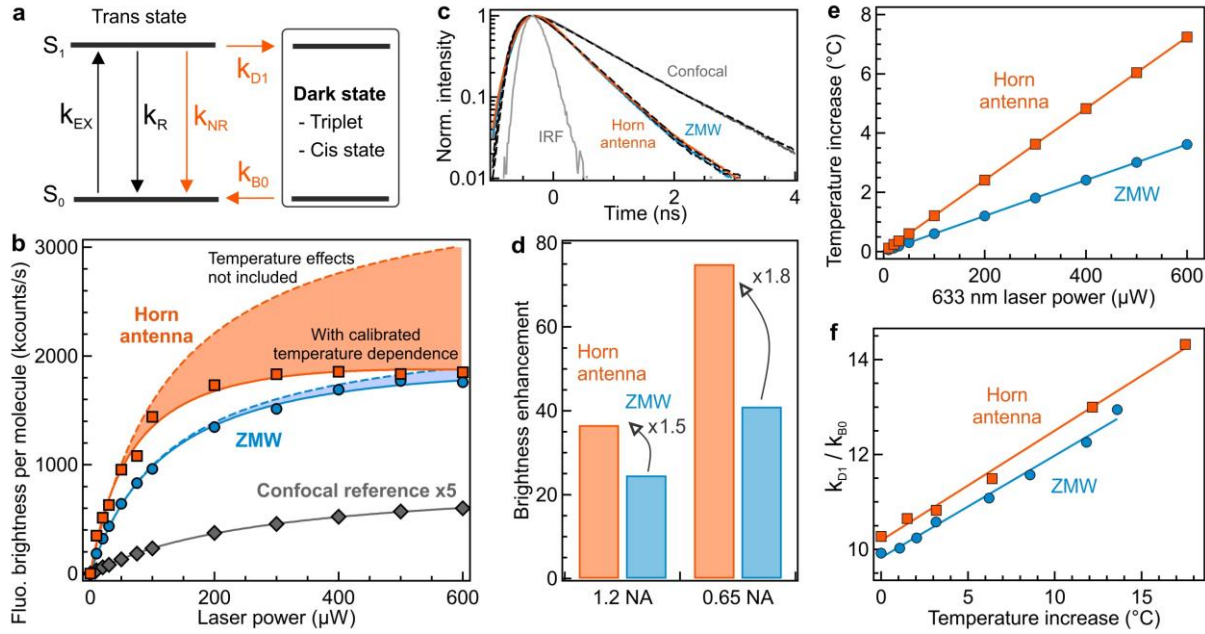 a
Trans state
S1
kEX
kR
kNR
kD1
kB0
S0
Dark state
- Triplet
- Cis state
b
Fluo. brightness per molecule (kcounts/s)
3000
2000
1000
0
Temperature effects
not included
Horn antenna
With calibrated
temperature dependence
ZMW
Confocal reference x5
0
200
400
600
Laser power (µW)
c
Norm. intensity
1
0.1
0.01
Confocal
IRF
Horn
antenna
ZMW
0
2
4
Time (ns)
d
Brightness enhancement
80
60
40
20
0
Horn
antenna
ZMW
x1.5
x1.8
1.2 NA
0.65 NA
e
Temperature increase (°C)
8
6
4
2
0
Horn
antenna
ZMW
0
200
400
600
633 nm laser power (µW)
f
kD1 / kB0
14
12
10
Horn
antenna
ZMW
0
5
10
15
Temperature increase (°C)